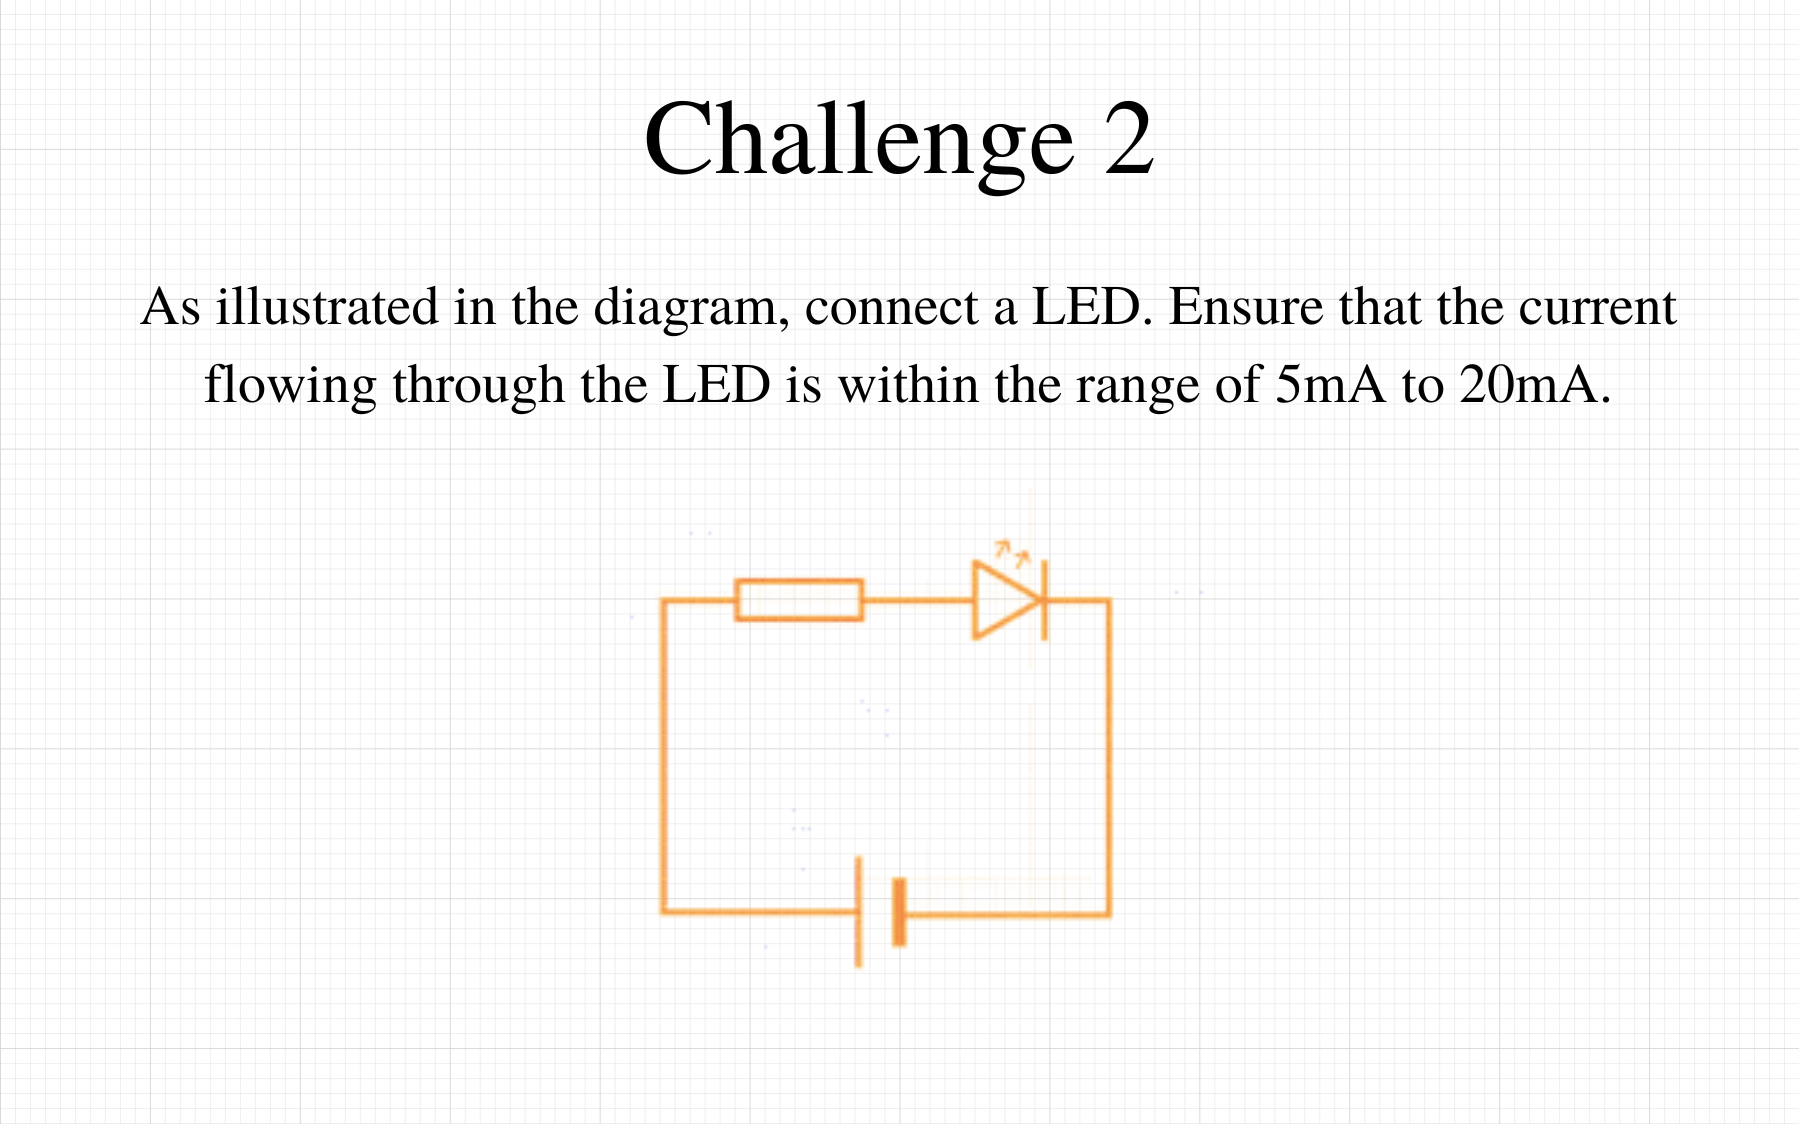 Challenge 2
As illustrated in the diagram, connect a LED. Ensure that the current
flowing through the LED is within the range of 5mA to 20mA.